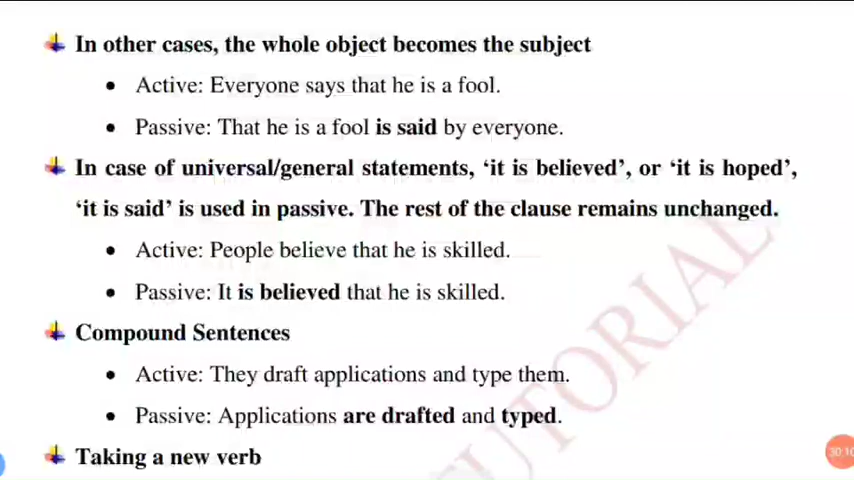 In other cases, the whole object becomes the subject
• Active: Everyone says that he is a fool.
• Passive: That he is a fool is said by everyone.
In case of universal/general statements, ‘it is believed’, or ‘it is hoped’,
‘it is said’ is used in passive. The rest of the clause remains unchanged.
• Active: People believe that he is skilled.
• Passive: It is believed that he is skilled.
Compound Sentences
• Active: They draft applications and type them.
• Passive: Applications are drafted and typed.
Taking a new verb
TUTORIAL
30:10